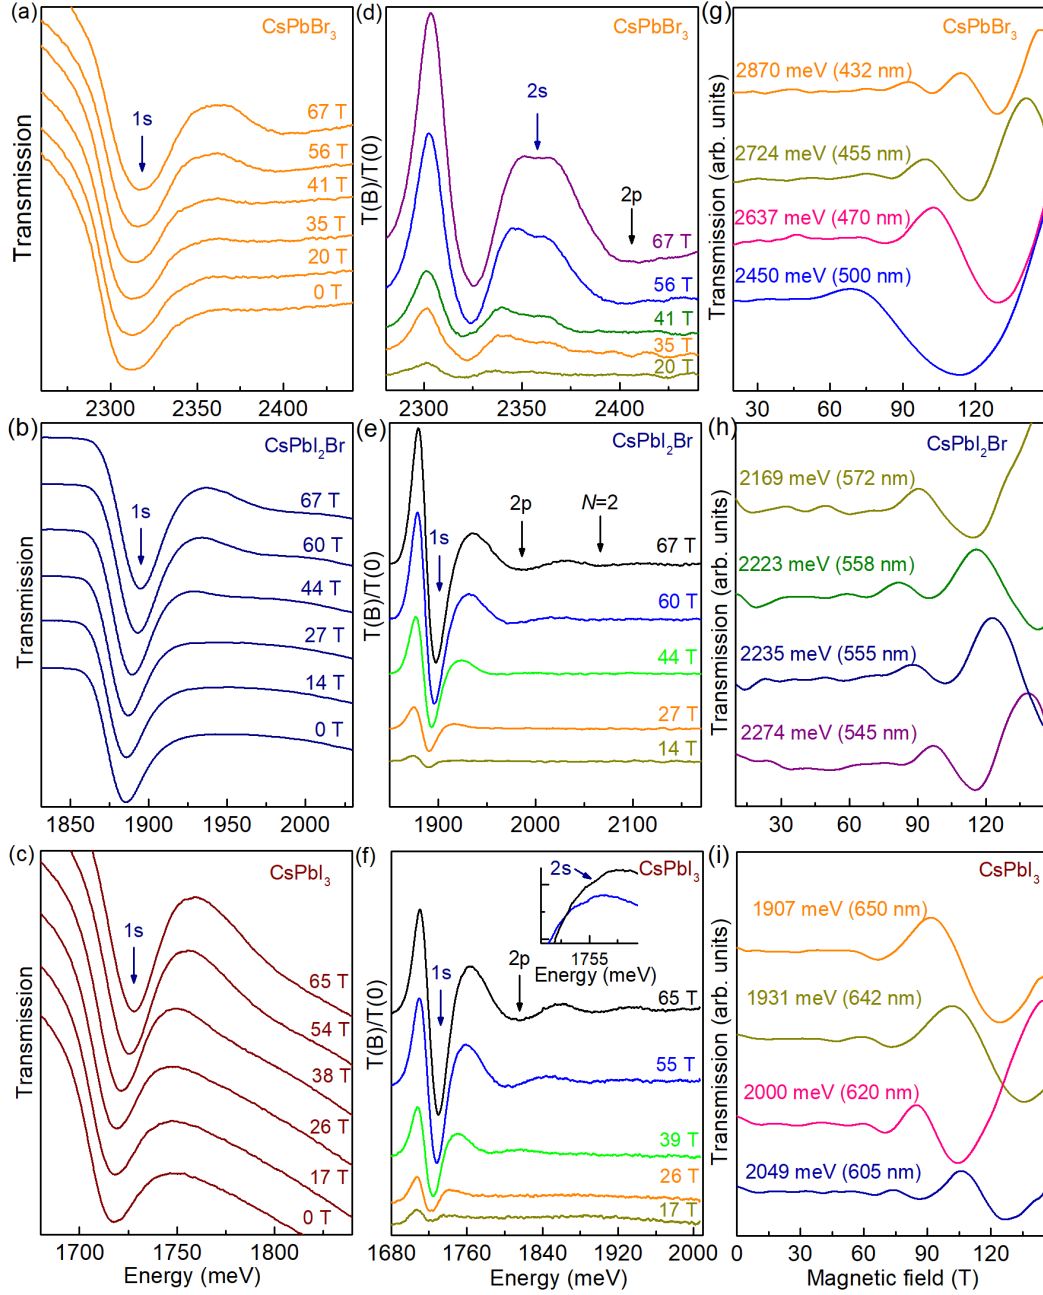 (a)
CsPbBr3
1s
67 T
56 T
41 T
35 T
20 T
0 T
Transmission
2300 2350 2400
(d)
CsPbBr3
2s
2p
67 T
56 T
41 T
35 T
20 T
T(B)/T(0)
2300 2350 2400
(g)
CsPbBr3
2870 meV (432 nm)
2724 meV (455 nm)
2637 meV (470 nm)
2450 meV (500 nm)
Transmission (arb. units)
30 60 90 120
(b)
CsPbI2Br
1s
67 T
60 T
44 T
27 T
14 T
0 T
Transmission
1850 1900 1950 2000
(e)
CsPbI2Br
1s
2p
N=2
67 T
60 T
44 T
27 T
14 T
T(B)/T(0)
1900 2000 2100
(h)
CsPbI2Br
2169 meV (572 nm)
2223 meV (558 nm)
2235 meV (555 nm)
2274 meV (545 nm)
Transmission (arb. units)
30 60 90 120
(c)
CsPbI3
1s
65 T
54 T
38 T
26 T
17 T
0 T
Transmission
1700 1750 1800
Energy (meV)
(f)
CsPbI3
2s
1755
Energy (meV)
1s
2p
65 T
55 T
39 T
26 T
17 T
T(B)/T(0)
1680 1760 1840 1920 2000
Energy (meV)
(i)
CsPbI3
1907 meV (650 nm)
1931 meV (642 nm)
2000 meV (620 nm)
2049 meV (605 nm)
Transmission (arb. units)
0 30 60 90 120
Magnetic field (T)